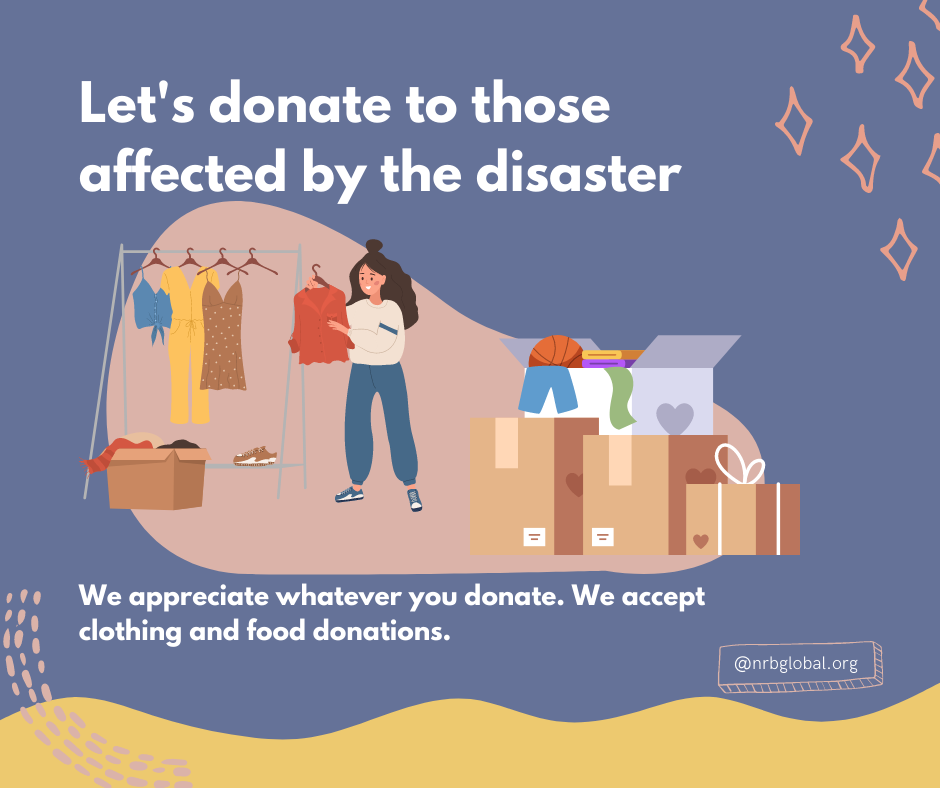 Let's donate to those
affected by the disaster
We appreciate whatever you donate. We accept
clothing and food donations.
@nrbglobal.org